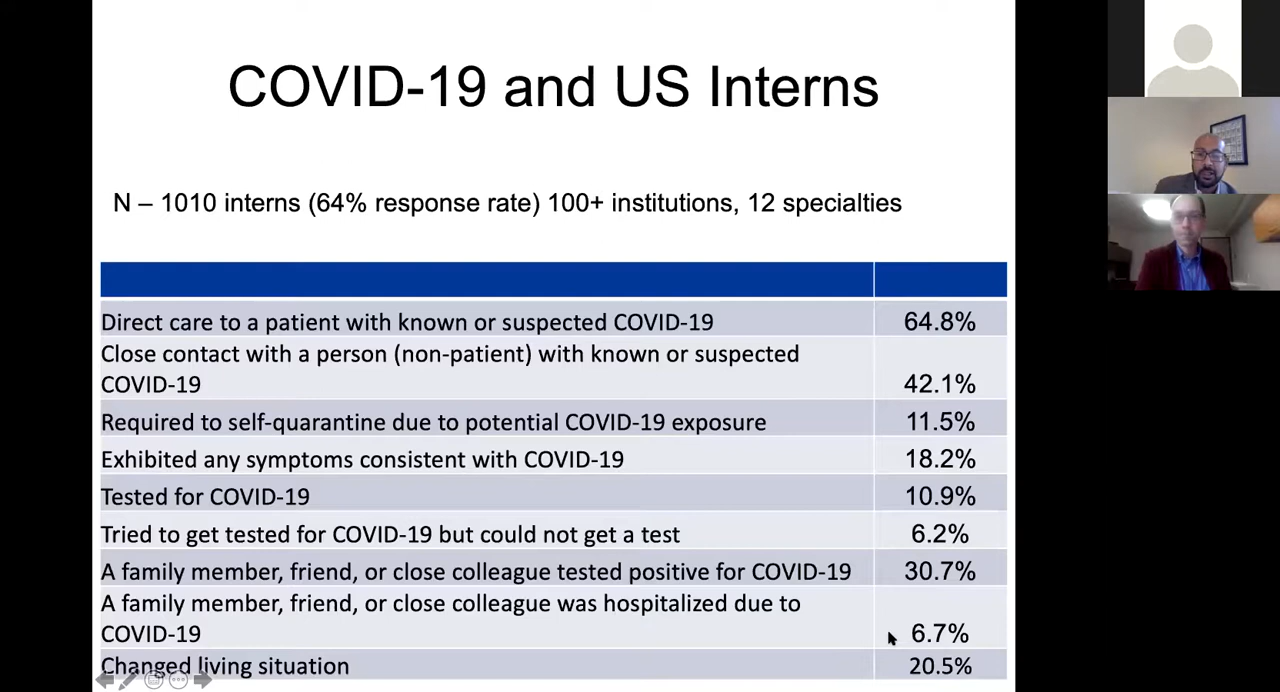 COVID-19 and US Interns
N – 1010 interns (64% response rate) 100+ institutions, 12 specialties
Direct care to a patient with known or suspected COVID-19 64.8%
Close contact with a person (non-patient) with known or suspected
COVID-19 42.1%
Required to self-quarantine due to potential COVID-19 exposure 11.5%
Exhibited any symptoms consistent with COVID-19 18.2%
Tested for COVID-19 10.9%
Tried to get tested for COVID-19 but could not get a test 6.2%
A family member, friend, or close colleague tested positive for COVID-19 30.7%
A family member, friend, or close colleague was hospitalized due to
COVID-19 6.7%
Changed living situation 20.5%